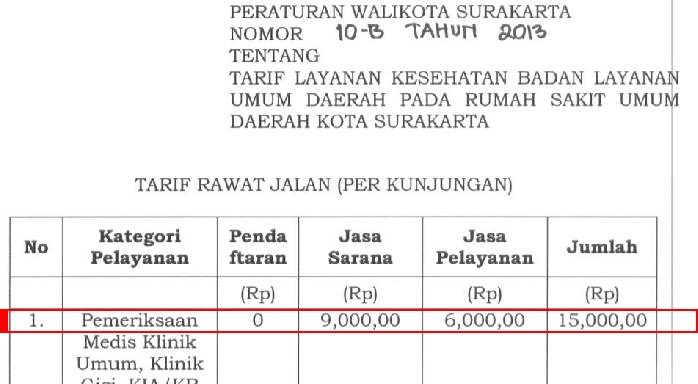 PERATURAN WALIKOTA SURAKARTA
NOMOR 10-B TAHUN 2013
TENTANG
TARIF LAYANAN KESEHATAN BADAN LAYANAN
UMUM DAERAH PADA RUMAH SAKIT UMUM
DAERAH KOTA SURAKARTA
TARIF RAWAT JALAN (PER KUNJUNGAN)
No Kategori Pelayanan Penda ftaran Jasa Sarana Jasa Pelayanan Jumlah
(Rp) (Rp) (Rp) (Rp)
1. Pemeriksaan 0 9,000,00 6,000,00 15,000,00
Medis Klinik
Umum, Klinik
Gigi, KIA/KB